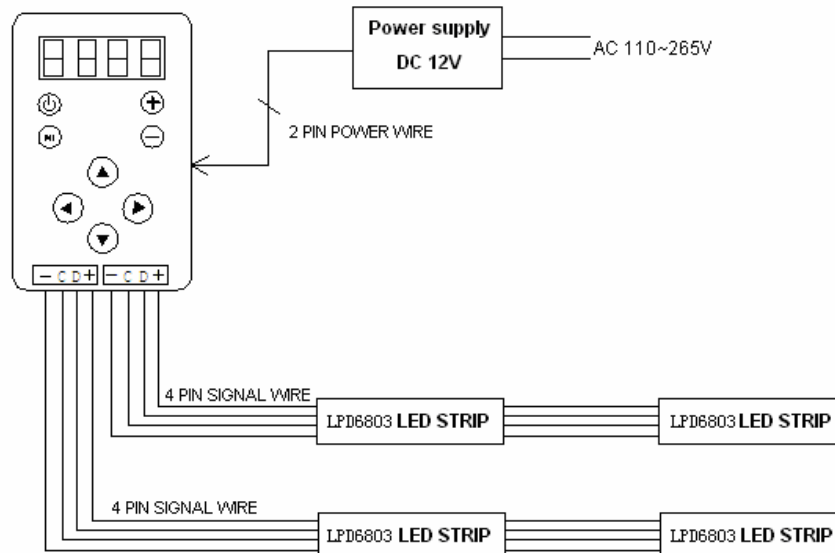 Power supply
DC 12V
AC 110~265V
2 PIN POWER WIRE
− C D + − C D +
4 PIN SIGNAL WIRE
LPD6803 LED STRIP
LPD6803 LED STRIP
4 PIN SIGNAL WIRE
LPD6803 LED STRIP
LPD6803 LED STRIP